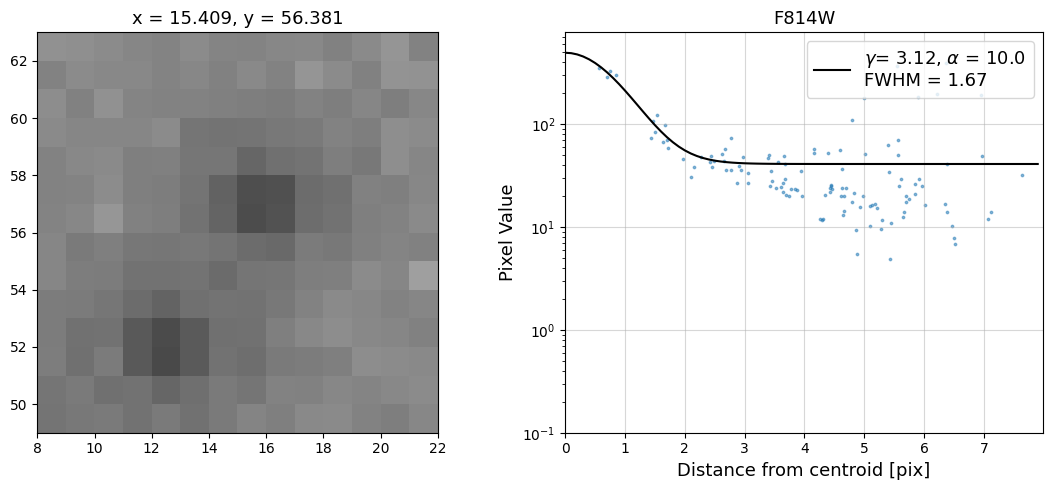 x = 15.409, y = 56.381
62
60
58
56
54
52
50
8 10 12 14 16 18 20 22
F814W
γ= 3.12, α = 10.0
FWHM = 1.67
Pixel Value
10²
10¹
10⁰
10⁻¹
0 1 2 3 4 5 6 7
Distance from centroid [pix]